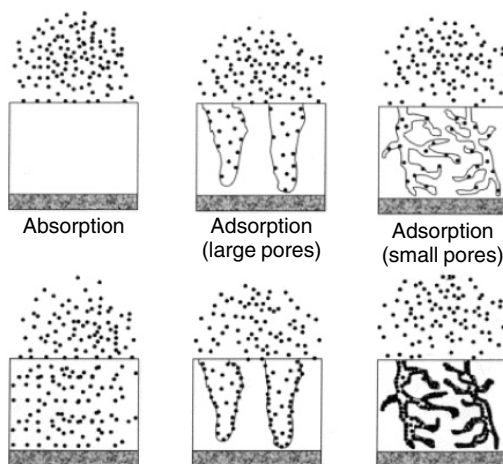 Absorption
Adsorption
(large pores)
Adsorption
(small pores)